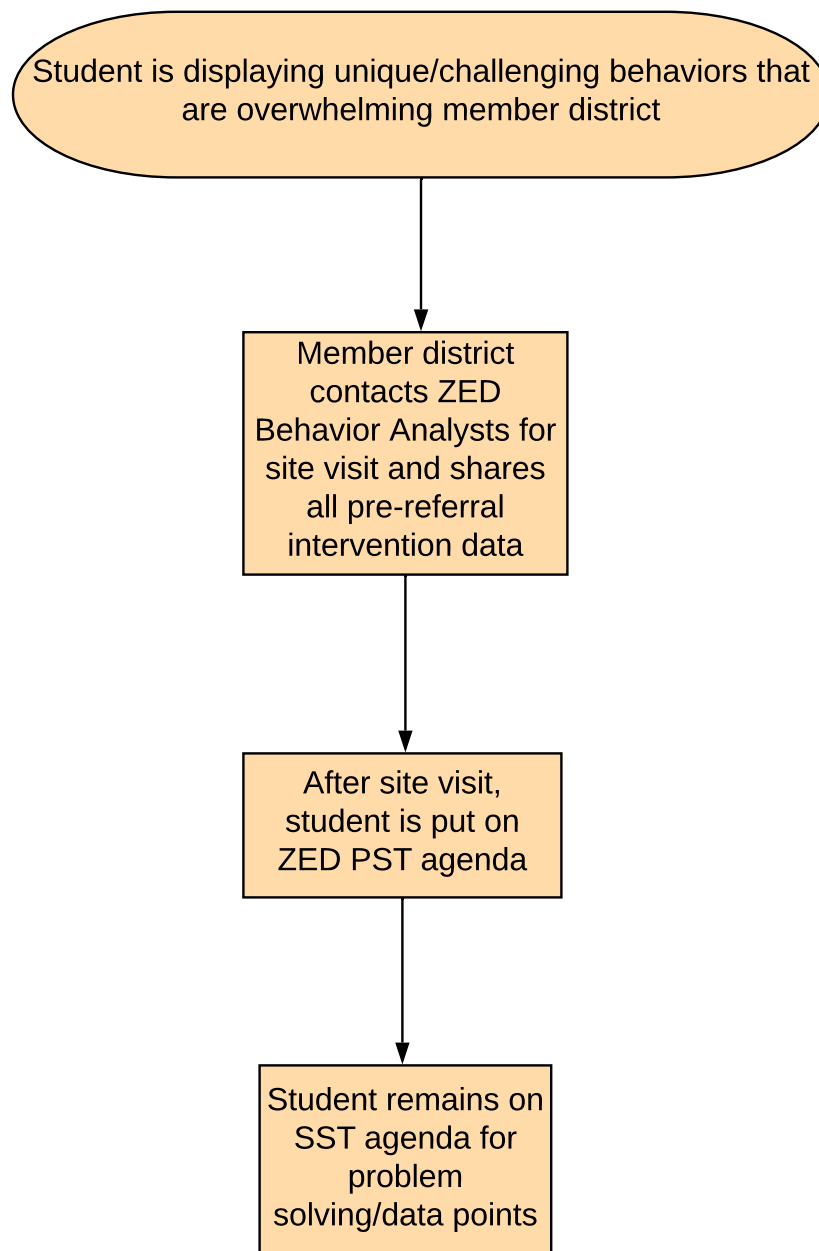 Student is displaying unique/challenging behaviors that
are overwhelming member district
Member district
contacts ZED
Behavior Analysts for
site visit and shares
all pre-referral
intervention data
After site visit,
student is put on
ZED PST agenda
Student remains on
SST agenda for
problem
solving/data points